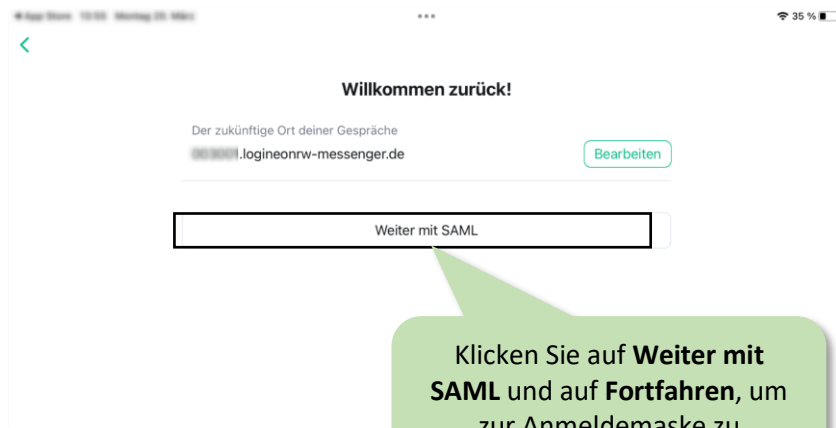 35 %
Willkommen zurück!
Der zukünftige Ort deiner Gespräche
.logineonrw-messenger.de
Bearbeiten
Weiter mit SAML
Klicken Sie auf Weiter mit
SAML und auf Fortfahren, um
zur Anmeldemaske zu